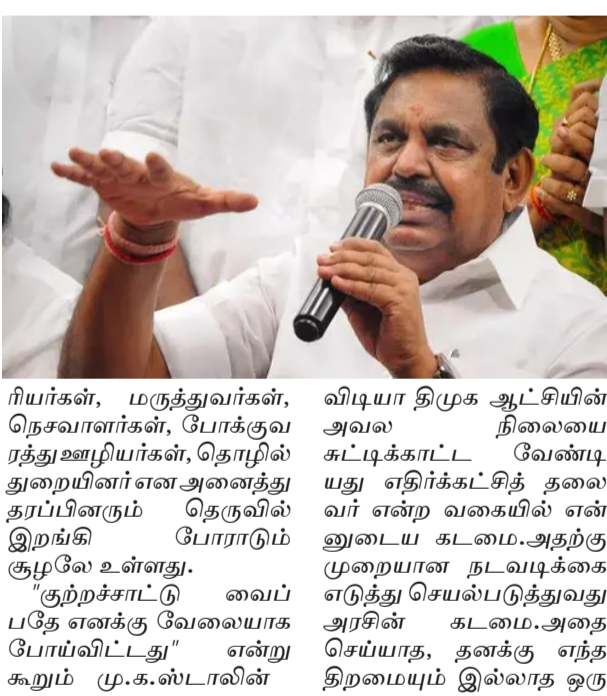 ரியர்கள், மருத்துவர்கள்,
நெசவாளர்கள், போக்குவ
ரத்துஊழியர்கள், தொழில்
துறையினர் என அனைத்து
தரப்பினரும் தெருவில்
இறங்கி போராடும்
சூழலே உள்ளது.
"குற்றச்சாட்டு வைப்
பதே எனக்கு வேலையாக
போய்விட்டது" என்று
கூறும் மு.க.ஸ்டாலின்
விடியா திமுக ஆட்சியின்
அவல நிலையை
சுட்டிக்காட்ட வேண்டி
யது எதிர்க்கட்சித் தலை
வர் என்ற வகையில் என்
னுடைய கடமை.அதற்கு
முறையான நடவடிக்கை
எடுத்து செயல்படுத்துவது
அரசின் கடமை.அதை
செய்யாத, தனக்கு எந்த
திறமையும் இல்லாத ஒரு